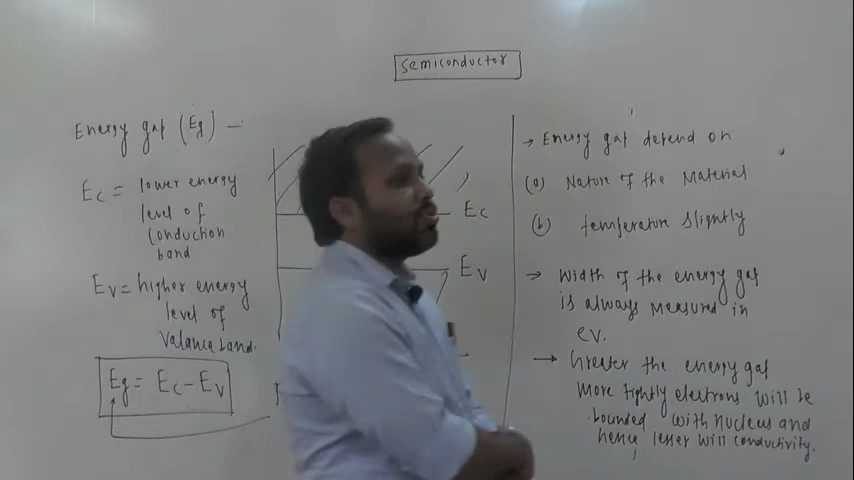 Semiconductor
Energy gap (Eg) —
Ec = lower energy
level of
Conduction
band
Ev = higher energy
level of
Valance band.
Eg = Ec - Ev
Ec
Ev
→ Energy gap depend on
(a) Nature of the Material
(b) temperature slightly
→ Width of the energy gap
is always measured in
ev.
→ Greater the energy gap
more tightly electrons will be
bounded with nucleus and
hence lesser will conductivity.